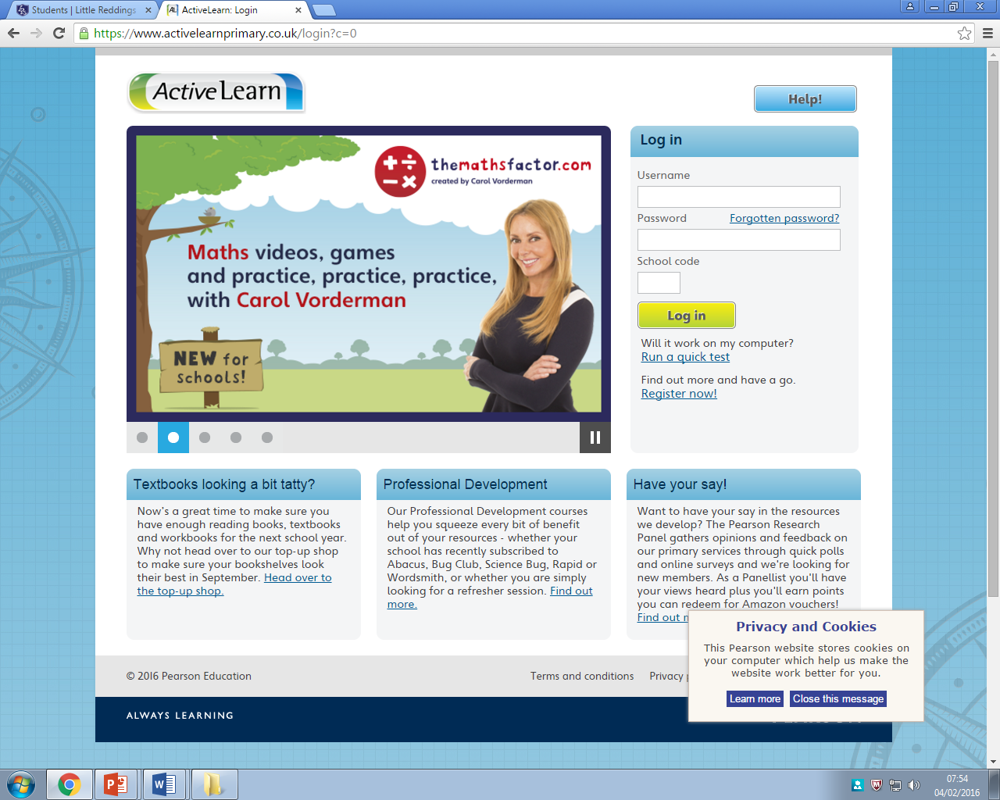 Students | Little Reddings
ActiveLearn: Login
https://www.activelearnprimary.co.uk/login?c=0
ActiveLearn
Help!
themathsfactor.com
created by Carol Vorderman
Maths videos, games
and practice, practice, practice,
with Carol Vorderman
NEW for
schools!
Log in
Username
Password
Forgotten password?
School code
Log in
Will it work on my computer?
Run a quick test
Find out more and have a go.
Register now!
Textbooks looking a bit tatty?
Now's a great time to make sure you
have enough reading books, textbooks
and workbooks for the next school year.
Why not head over to our top-up shop
to make sure your bookshelves look
their best in September. Head over to
the top-up shop.
Professional Development
Our Professional Development courses
help you squeeze every bit of benefit
out of your resources - whether your
school has recently subscribed to
Abacus, Bug Club, Science Bug, Rapid or
Wordsmith, or whether you are simply
looking for a refresher session. Find out
more.
Have your say!
Want to have your say in the resources
we develop? The Pearson Research
Panel gathers opinions and feedback on
our primary services through quick polls
and online surveys and we're looking for
new members. As a Panellist you'll have
your views heard plus you'll earn points
you can redeem for Amazon vouchers!
Find out
Privacy and Cookies
This Pearson website stores cookies on
your computer which help us make the
website work better for you.
Learn more
Close this message
© 2016 Pearson Education
Terms and conditions
Privacy
ALWAYS LEARNING
07:54
04/02/2016